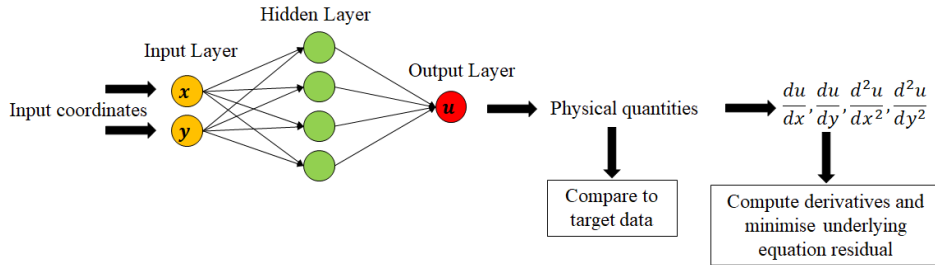 Hidden Layer
Input Layer
Output Layer
Input coordinates
x
y
u
Physical quantities
du/dx, du/dy, d²u/dx², d²u/dy²
Compare to
target data
Compute derivatives and
minimise underlying
equation residual